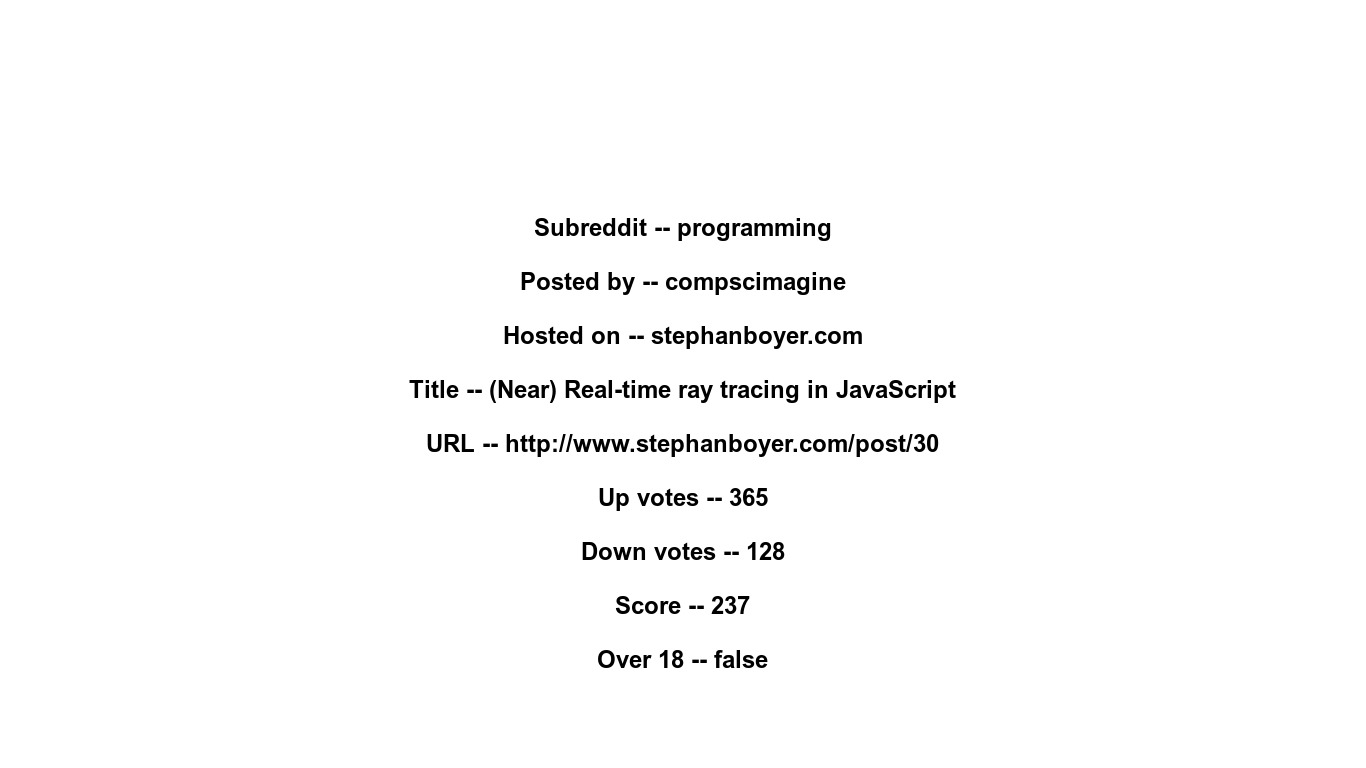 Subreddit -- programming
Posted by -- compscimagine
Hosted on -- stephanboyer.com
Title -- (Near) Real-time ray tracing in JavaScript
URL -- http://www.stephanboyer.com/post/30
Up votes -- 365
Down votes -- 128
Score -- 237
Over 18 -- false